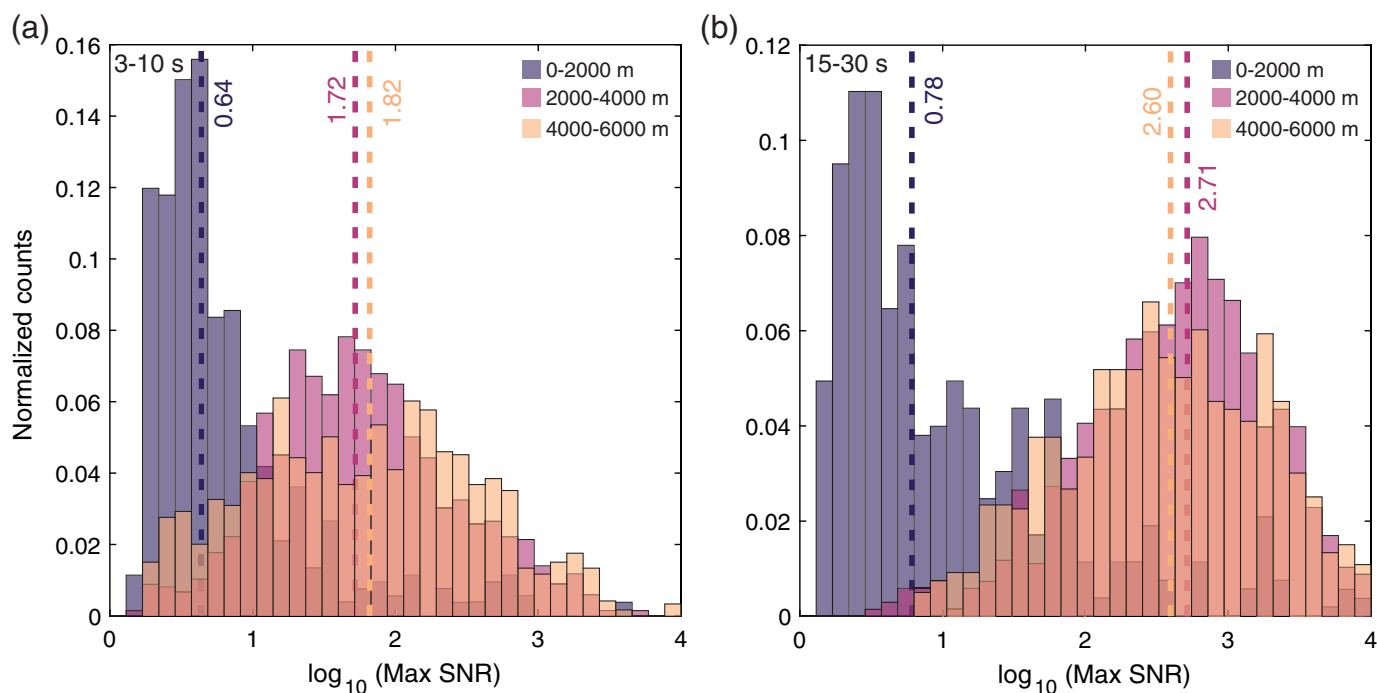 (a)
3-10 s
0-2000 m
2000-4000 m
4000-6000 m
0.64
1.72
1.82
0.16
0.14
0.12
0.1
0.08
0.06
0.04
0.02
0
Normalized counts
0
1
2
3
4
log10 (Max SNR)
(b)
15-30 s
0-2000 m
2000-4000 m
4000-6000 m
0.78
2.60
2.71
0.12
0.1
0.08
0.06
0.04
0.02
0
0
1
2
3
4
log10 (Max SNR)